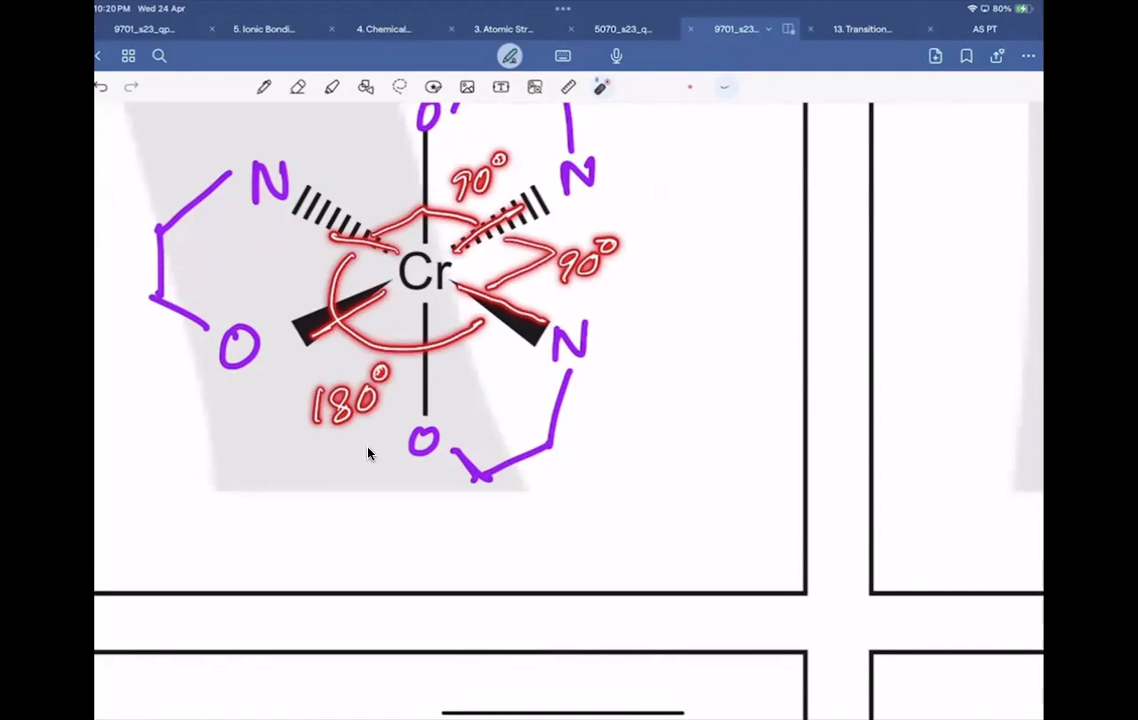 10:20 PM Wed 24 Apr
80%
9701_s23_qp...
5. Ionic Bondi...
4. Chemical...
3. Atomic Str...
5070_s23_q...
9701_s23...
13. Transition...
AS PT
O
N
90°
N
Cr
90°
O
N
180°
O